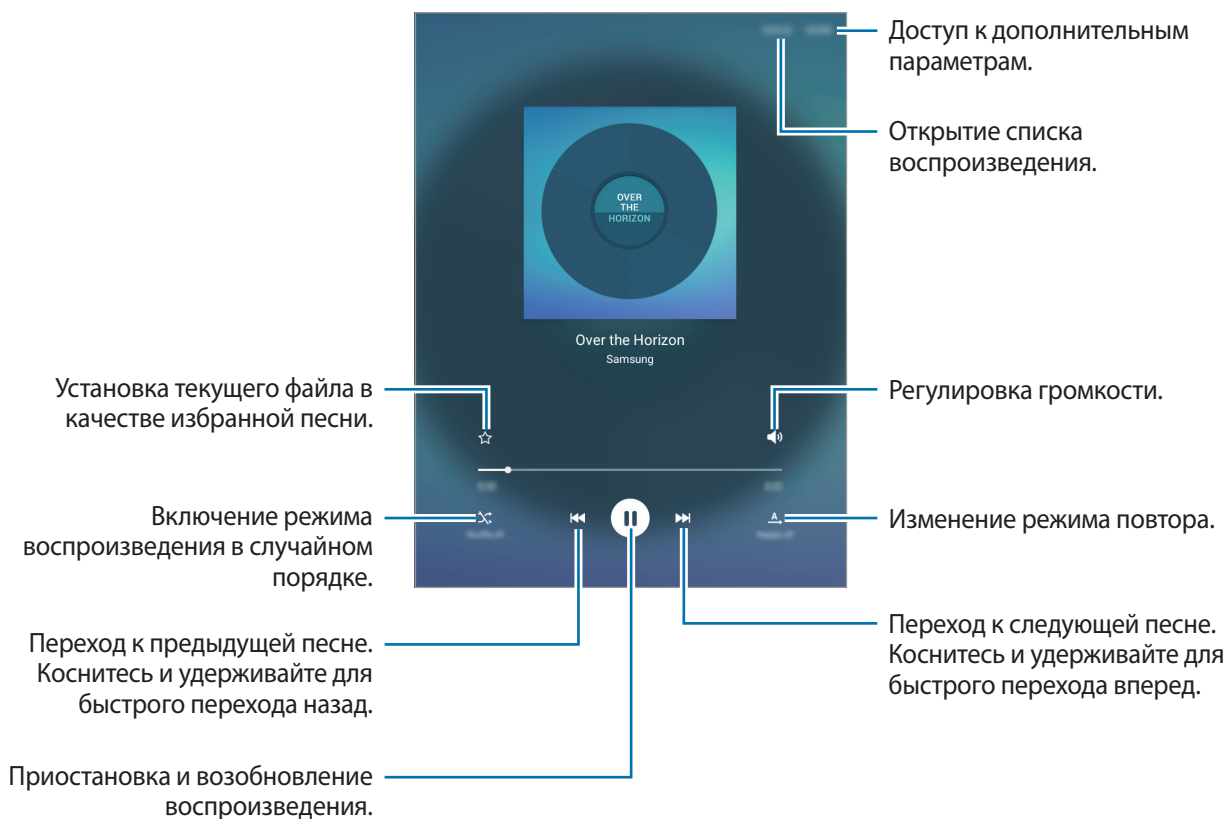 Доступ к дополнительным
параметрам.
Открытие списка
воспроизведения.
OVER
THE
HORIZON
Over the Horizon
Samsung
Установка текущего файла в
качестве избранной песни.
Регулировка громкости.
Включение режима
воспроизведения в случайном
порядке.
A
Изменение режима повтора.
Переход к предыдущей песне.
Коснитесь и удерживайте для
быстрого перехода назад.
Переход к следующей песне.
Коснитесь и удерживайте для
быстрого перехода вперед.
Приостановка и возобновление
воспроизведения.